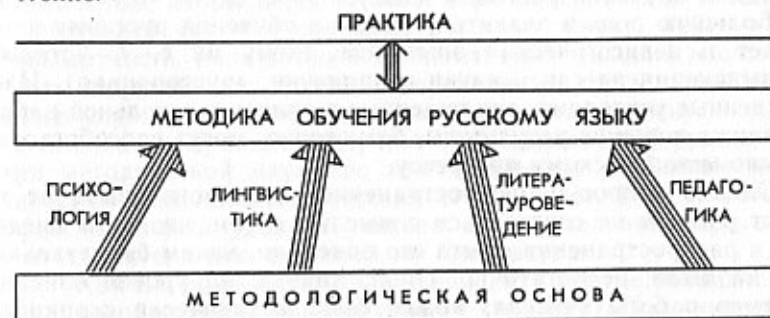 ПРАКТИКА
МЕТОДИКА ОБУЧЕНИЯ РУССКОМУ ЯЗЫКУ
ПСИХО-
ЛОГИЯ
ЛИНГВИС-
ТИКА
ЛИТЕРА-
ТУРОВЕ-
ДЕНИЕ
ПЕДАГО-
ГИКА
МЕТОДОЛОГИЧЕСКАЯ ОСНОВА